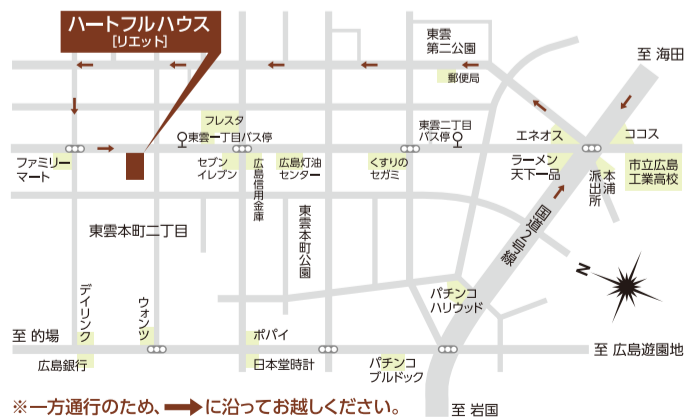 ハートフルハウス
[リエット]
東雲
第二公園
至 海田
郵便局
フレスタ
東雲一丁目バス停
東雲二丁目
バス停
エネオス
ココス
ファミリー
マート
セブン
イレブン
広島信用金庫
広島灯油
センター
くすりの
セガミ
ラーメン
天下一品
本浦
派出所
市立広島
工業高校
東雲本町二丁目
東雲本町公園
国道2号線
N
デイリンク
ウォンツ
パチンコ
ハリウッド
至 的場
広島銀行
ポパイ
日本堂時計
パチンコ
ブルドック
至 広島遊園地
※一方通行のため、→に沿ってお越しください。
至 岩国